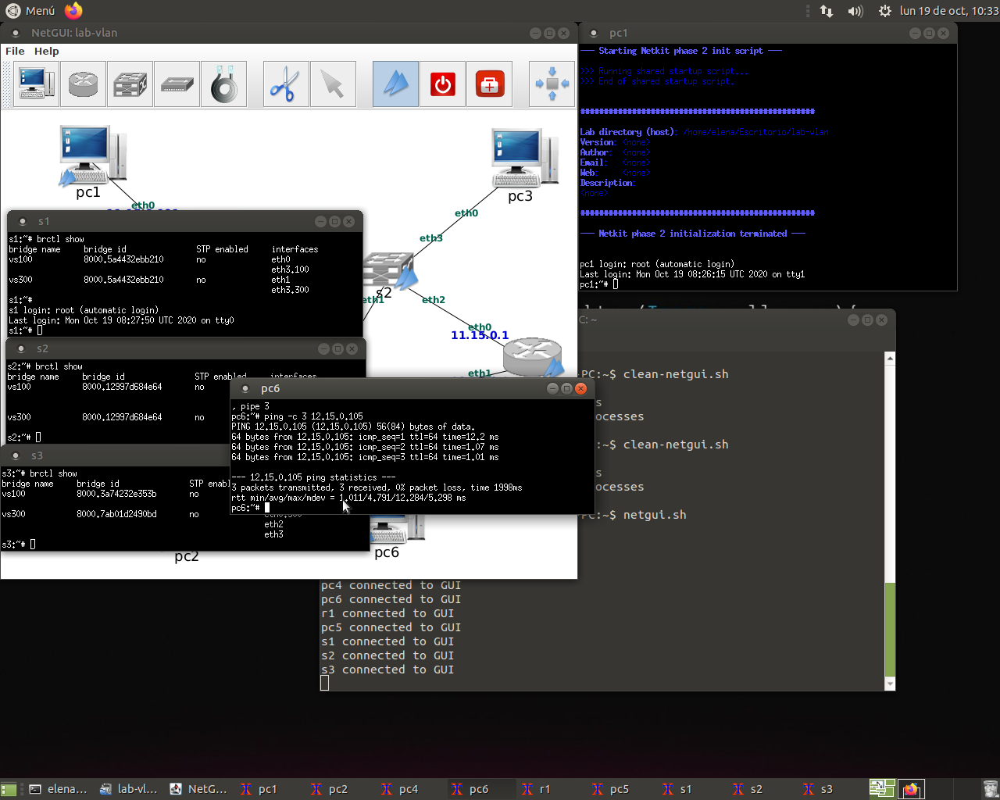 Menú
lun 19 de oct, 10:33
NetGUI: lab-vlan
File Help
pc1
eth0
pc3
eth0
eth3
s2
eth1
eth2
eth0
11.15.0.1
eth1
pc2
pc6
pc1
--- Starting Netkit phase 2 init script ---
>>> Running shared startup script...
>>> End of shared startup script.
########################################################
Lab directory (host): /home/elena/Escritorio/lab-vlan
Version: <none>
Author: <none>
Email: <none>
Web: <none>
Description:
<none>
########################################################
--- Netkit phase 2 initialization terminated ---
pc1 login: root (automatic login)
Last login: Mon Oct 19 08:26:15 UTC 2020 on tty1
pc1:~#
s1
s1:~# brctl show
bridge name bridge id STP enabled interfaces
vs100 8000.5a4432ebb210 no eth0
eth3.100
vs300 8000.5a4432ebb210 no eth1
eth3.300
s1:~#
s1 login: root (automatic login)
Last login: Mon Oct 19 08:27:50 UTC 2020 on tty0
s1:~#
s2
s2:~# brctl show
bridge name bridge id STP enabled interfaces
vs100 8000.12997d684e64 no
vs300 8000.12997d684e64 no
s2:~#
s3
s3:~# brctl show
bridge name bridge id STP
vs100 8000.3a74232e353b no
vs300 8000.7ab01d2490bd no
eth2
eth3
s3:~#
pc6
, pipe 3
pc6:~# ping -c 3 12.15.0.105
PING 12.15.0.105 (12.15.0.105) 56(84) bytes of data.
64 bytes from 12.15.0.105: icmp_seq=1 ttl=64 time=12.2 ms
64 bytes from 12.15.0.105: icmp_seq=2 ttl=64 time=1.07 ms
64 bytes from 12.15.0.105: icmp_seq=3 ttl=64 time=1.01 ms
--- 12.15.0.105 ping statistics ---
3 packets transmitted, 3 received, 0% packet loss, time 1998ms
rtt min/avg/max/mdev = 1.011/4.791/12.284/5.298 ms
pc6:~#
C: ~
PC:~$ clean-netgui.sh
s
ocesses
:~$ clean-netgui.sh
s
ocesses
PC:~$ netgui.sh
pc4 connected to GUI
pc6 connected to GUI
r1 connected to GUI
pc5 connected to GUI
s1 connected to GUI
s2 connected to GUI
s3 connected to GUI
elena... lab-vl... NetG... pc1 pc2 pc4 pc6 r1 pc5 s1 s2 s3